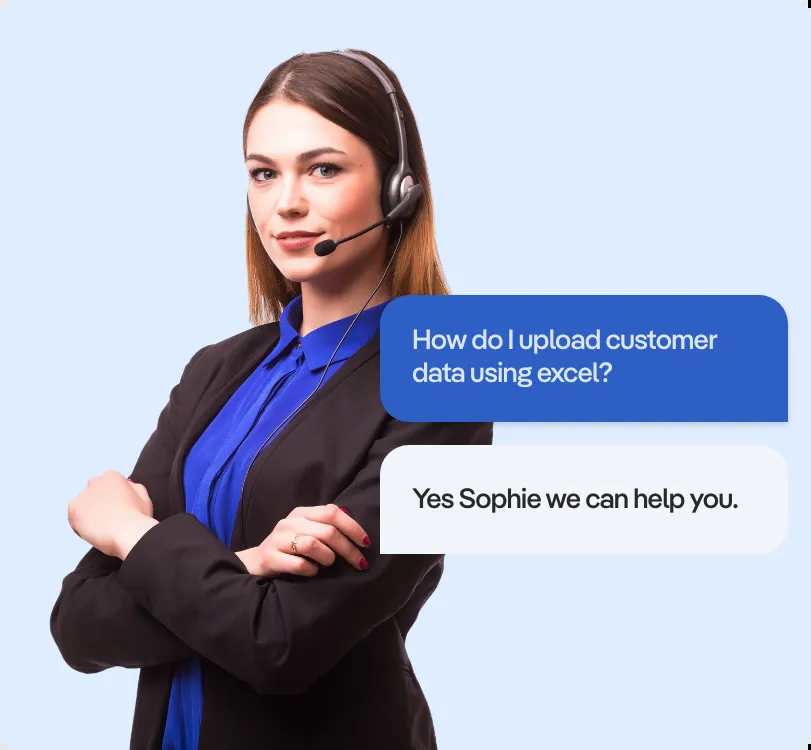 How do I upload customer
data using excel?
Yes Sophie we can help you.